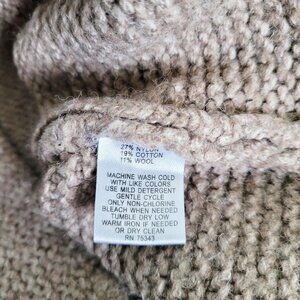 27% NYLON
19% COTTON
11% WOOL
MACHINE WASH COLD
WITH LIKE COLORS
USE MILD DETERGENT
GENTLE CYCLE
ONLY NON-CHLORINE
BLEACH WHEN NEEDED
TUMBLE DRY LOW
WARM IRON IF NEEDED
OR DRY CLEAN
RN 75343